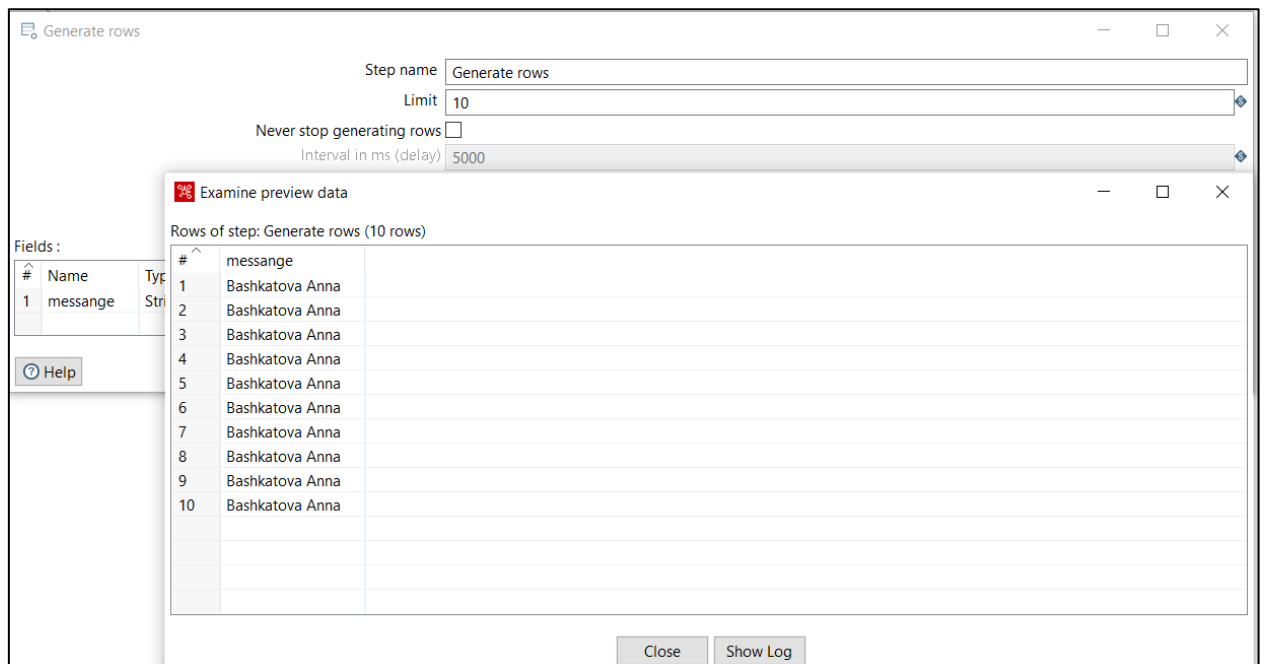 Generate rows
Step name Generate rows
Limit 10
Never stop generating rows
Interval in ms (delay) 5000
Examine preview data
Rows of step: Generate rows (10 rows)
Fields :
# Name Typ
1 messange Stri
Help
# messange
1 Bashkatova Anna
2 Bashkatova Anna
3 Bashkatova Anna
4 Bashkatova Anna
5 Bashkatova Anna
6 Bashkatova Anna
7 Bashkatova Anna
8 Bashkatova Anna
9 Bashkatova Anna
10 Bashkatova Anna
Close Show Log